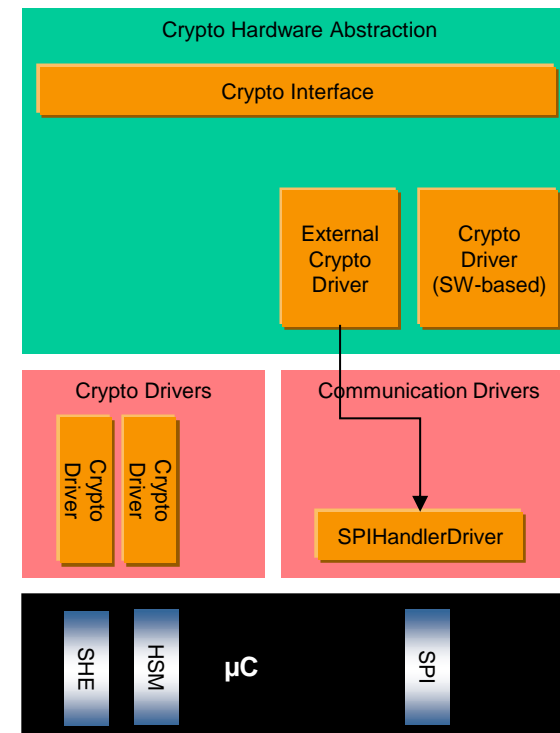 Crypto Hardware Abstraction
Crypto Interface
External
Crypto
Driver
Crypto
Driver
(SW-based)
Crypto Drivers
Communication Drivers
Crypto
Driver
Crypto
Driver
SPIHandlerDriver
SHE
HSM
µC
SPI